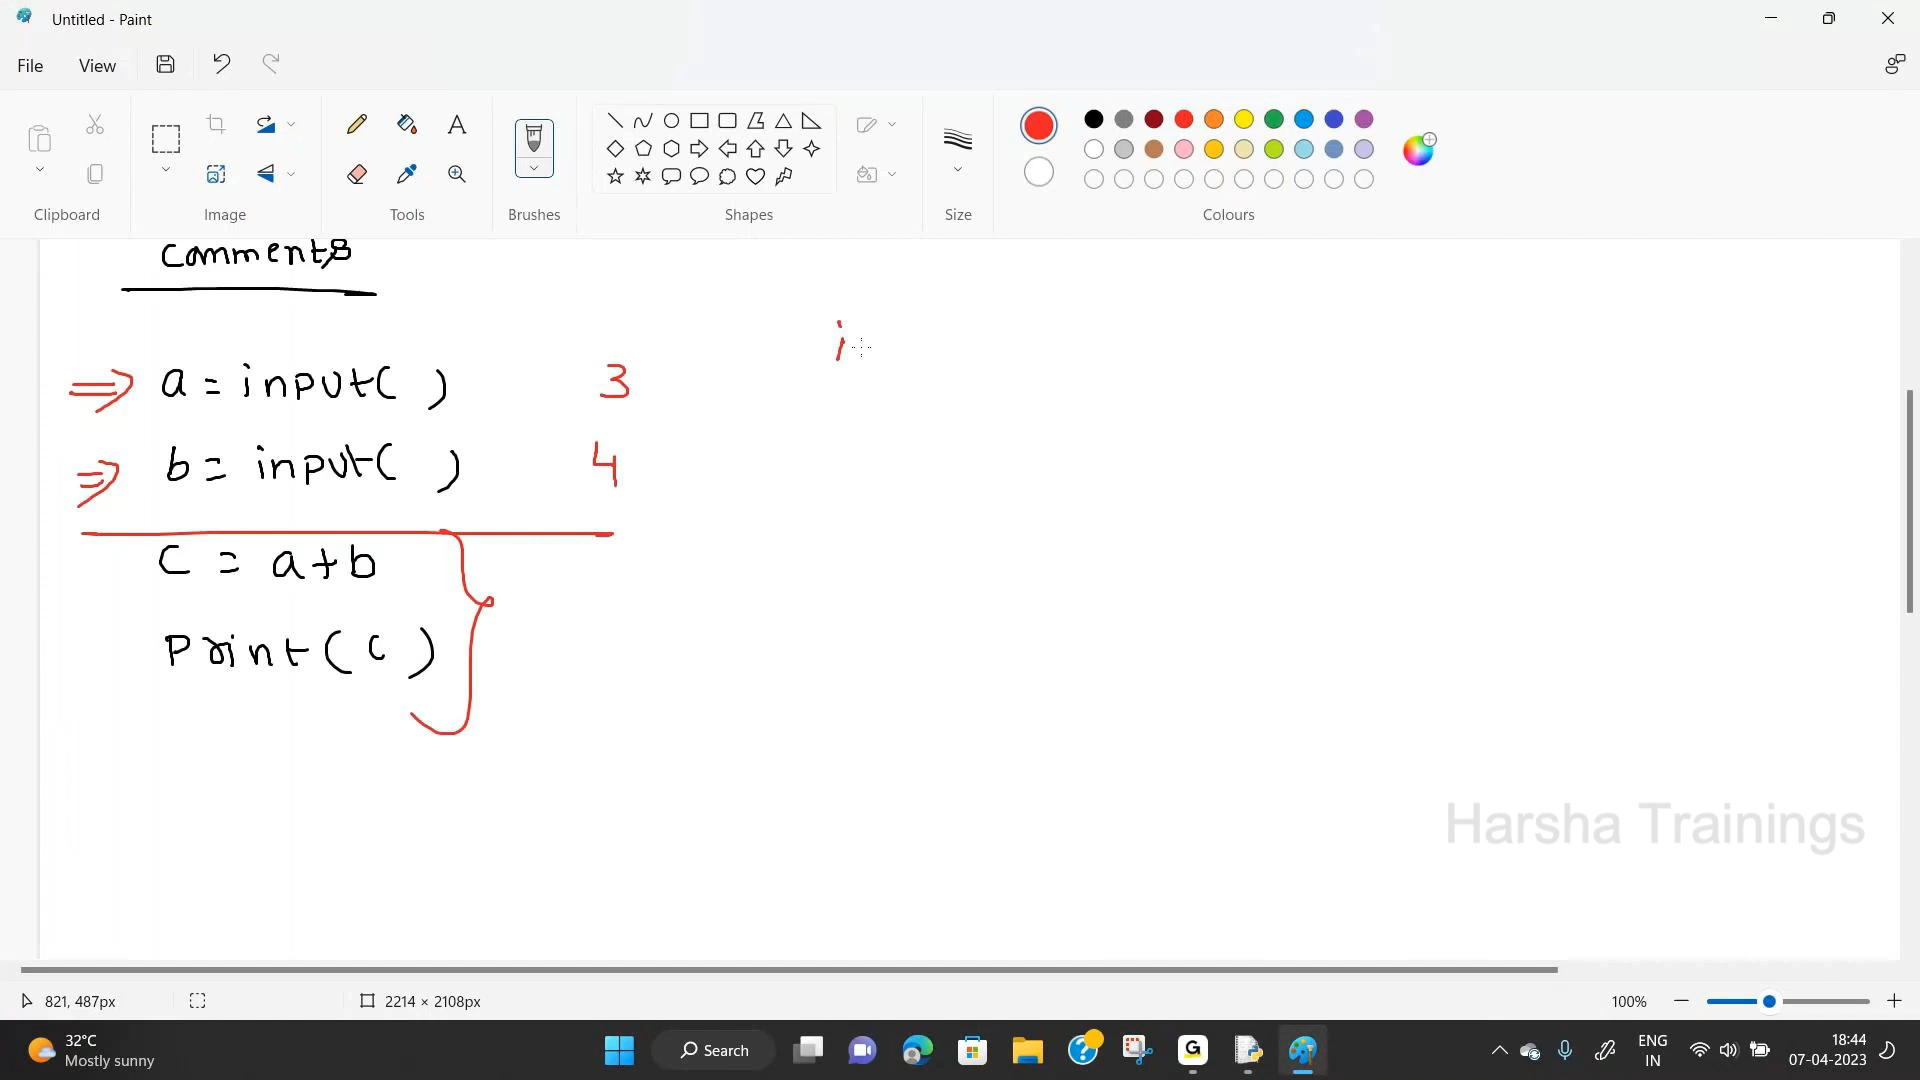 Untitled - Paint
File View
Clipboard Image Tools Brushes Shapes Size Colours
Comments
i
a = input( ) 3
b = input( ) 4
c = a+b
Print(c)
Harsha Trainings
821, 487px 2214 × 2108px 100%
32°C
Mostly sunny
Search
ENG
IN
18:44
07-04-2023